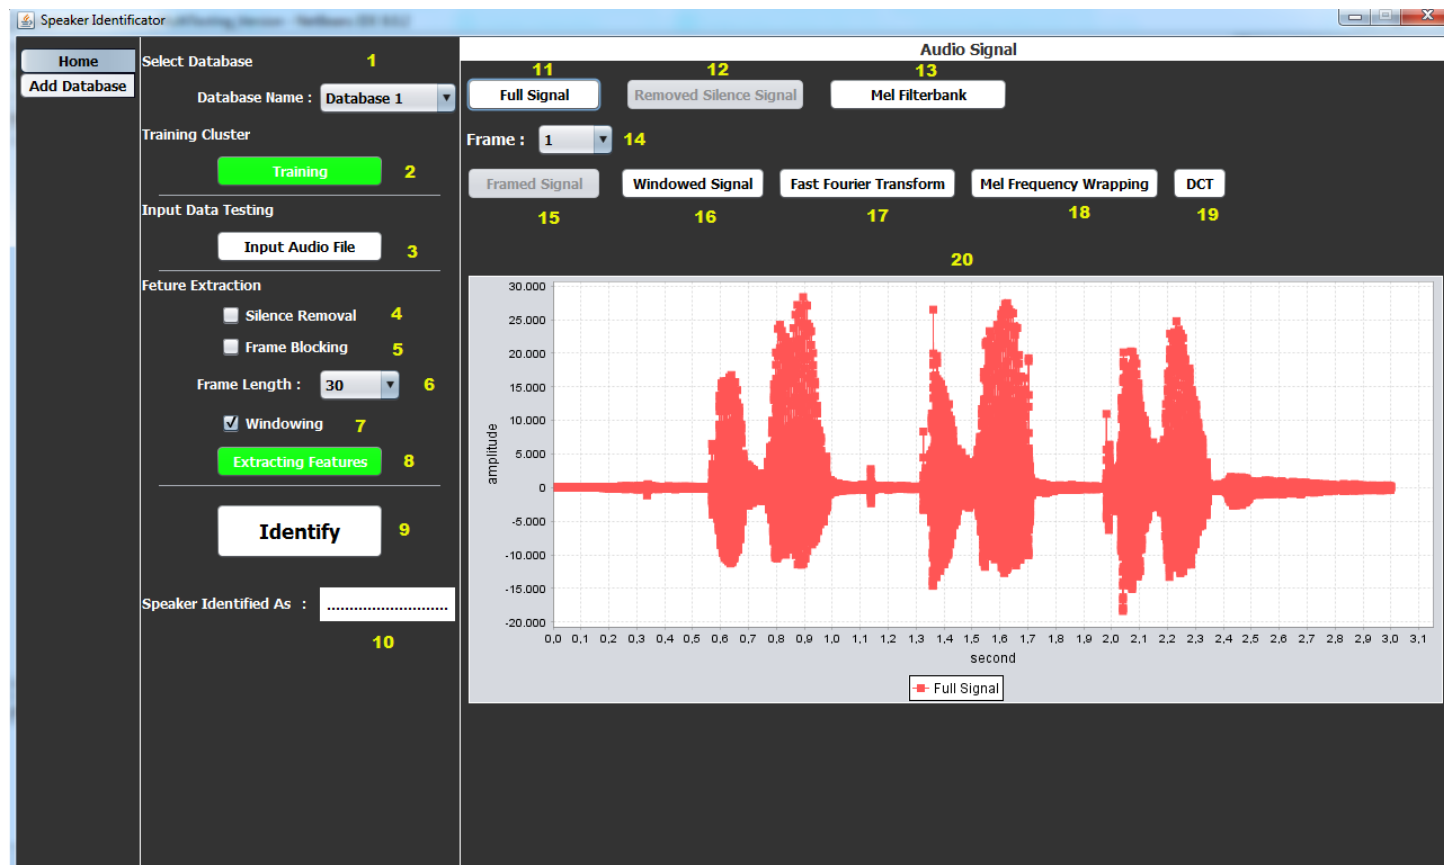 Speaker Identificator
Home
Add Database
Select Database 1
Database Name : Database 1
Training Cluster
Training 2
Input Data Testing
Input Audio File 3
Feture Extraction
Silence Removal 4
Frame Blocking 5
Frame Length : 30 6
Windowing 7
Extracting Features 8
Identify 9
Speaker Identified As : ...........................
10
Audio Signal
11 12 13
Full Signal Removed Silence Signal Mel Filterbank
Frame : 1 14
Framed Signal Windowed Signal Fast Fourier Transform Mel Frequency Wrapping DCT
15 16 17 18 19
20
30.000
25.000
20.000
15.000
10.000
5.000
0
-5.000
-10.000
-15.000
-20.000
amplitude
0,0 0,1 0,2 0,3 0,4 0,5 0,6 0,7 0,8 0,9 1,0 1,1 1,2 1,3 1,4 1,5 1,6 1,7 1,8 1,9 2,0 2,1 2,2 2,3 2,4 2,5 2,6 2,7 2,8 2,9 3,0 3,1
second
Full Signal